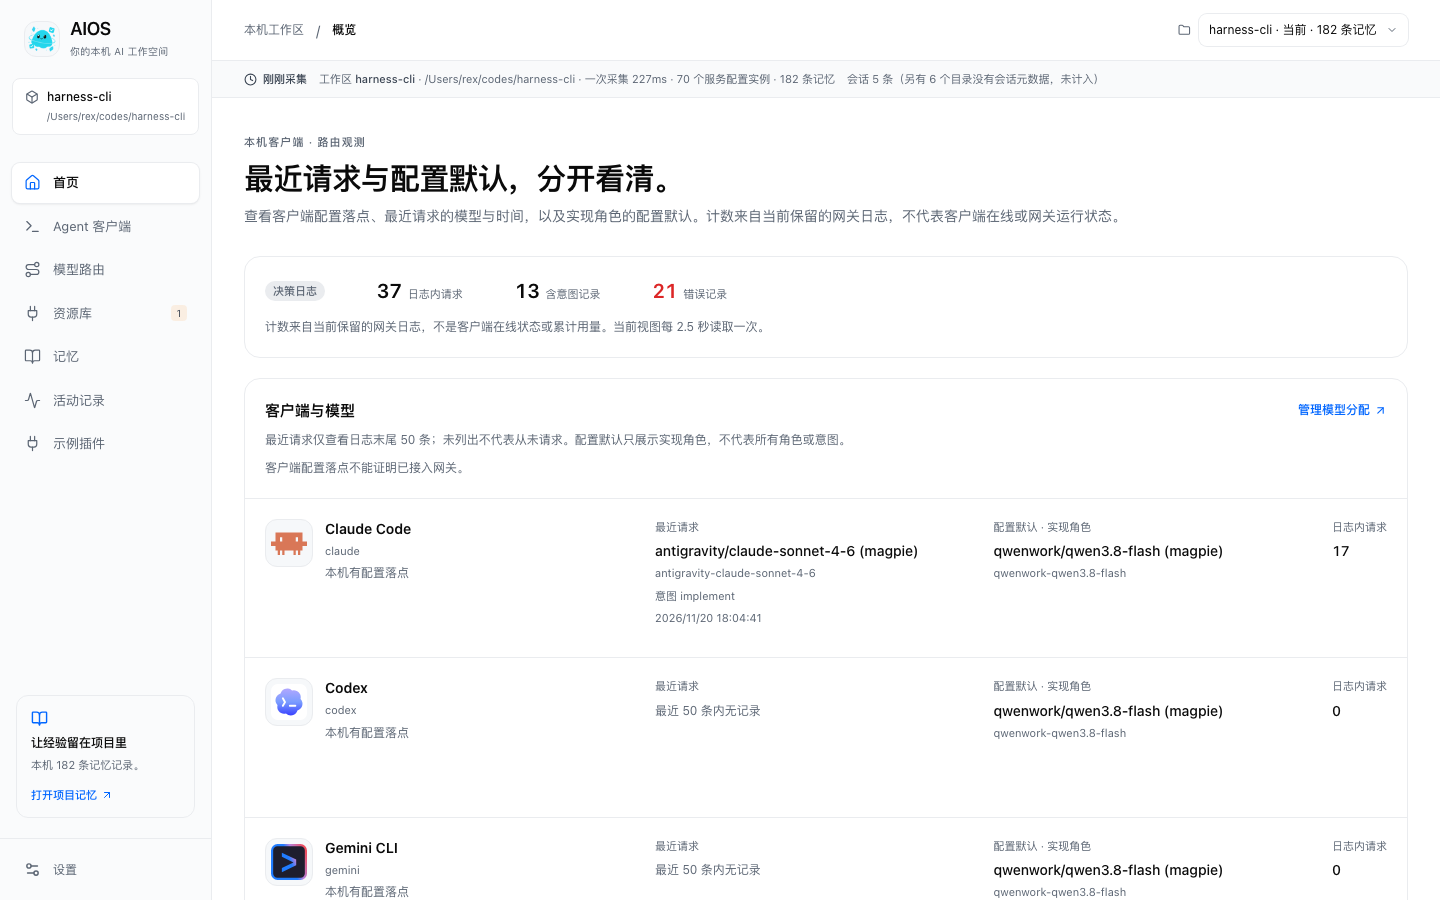 AIOS
你的本机 AI 工作空间
harness-cli
/Users/rex/codes/harness-cli
首页
Agent 客户端
模型路由
资源库
1
记忆
活动记录
示例插件
让经验留在项目里
本机 182 条记忆记录。
打开项目记忆
设置
本机工作区 / 概览
harness-cli · 当前 · 182 条记忆
刚刚采集 工作区 harness-cli · /Users/rex/codes/harness-cli · 一次采集 227ms · 70 个服务配置实例 · 182 条记忆 会话 5 条（另有 6 个目录没有会话元数据，未计入）
本机客户端 · 路由观测
最近请求与配置默认，分开看清。
查看客户端配置落点、最近请求的模型与时间，以及实现角色的配置默认。计数来自当前保留的网关日志，不代表客户端在线或网关运行状态。
决策日志 37 日志内请求 13 含意图记录 21 错误记录
计数来自当前保留的网关日志，不是客户端在线状态或累计用量。当前视图每 2.5 秒读取一次。
客户端与模型
管理模型分配
最近请求仅查看日志末尾 50 条；未列出不代表从未请求。配置默认只展示实现角色，不代表所有角色或意图。
客户端配置落点不能证明已接入网关。
Claude Code
claude
本机有配置落点
最近请求
antigravity/claude-sonnet-4-6 (magpie)
antigravity-claude-sonnet-4-6
意图 implement
2026/11/20 18:04:41
配置默认 · 实现角色
qwenwork/qwen3.8-flash (magpie)
qwenwork-qwen3.8-flash
日志内请求
17
Codex
codex
本机有配置落点
最近请求
最近 50 条内无记录
配置默认 · 实现角色
qwenwork/qwen3.8-flash (magpie)
qwenwork-qwen3.8-flash
日志内请求
0
Gemini CLI
gemini
本机有配置落点
最近请求
最近 50 条内无记录
配置默认 · 实现角色
qwenwork/qwen3.8-flash (magpie)
qwenwork-qwen3.8-flash
日志内请求
0